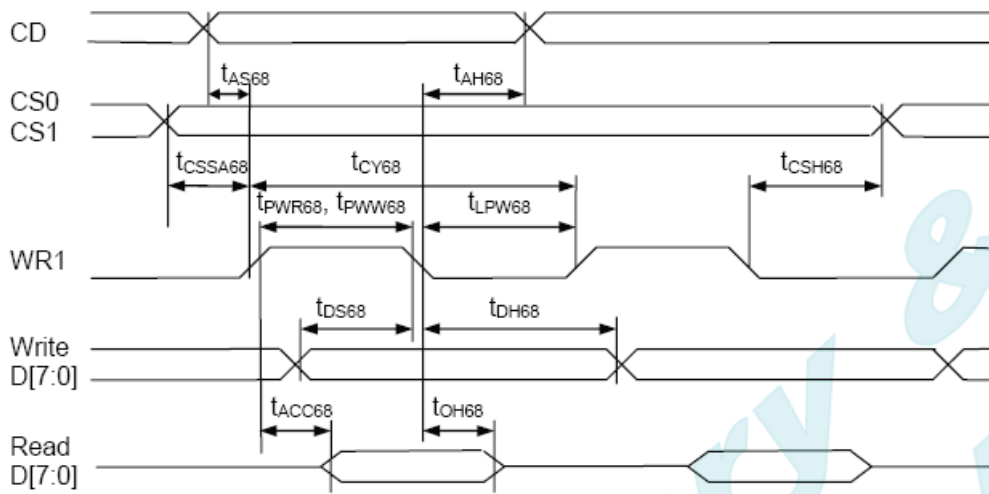 CD
tAS68 tAH68
CS0
CS1
tCSSA68 tCY68 tCSH68
tPWR68, tPWW68 tLPW68
WR1
tDS68 tDH68
Write
D[7:0]
tACC68 tOH68
Read
D[7:0]